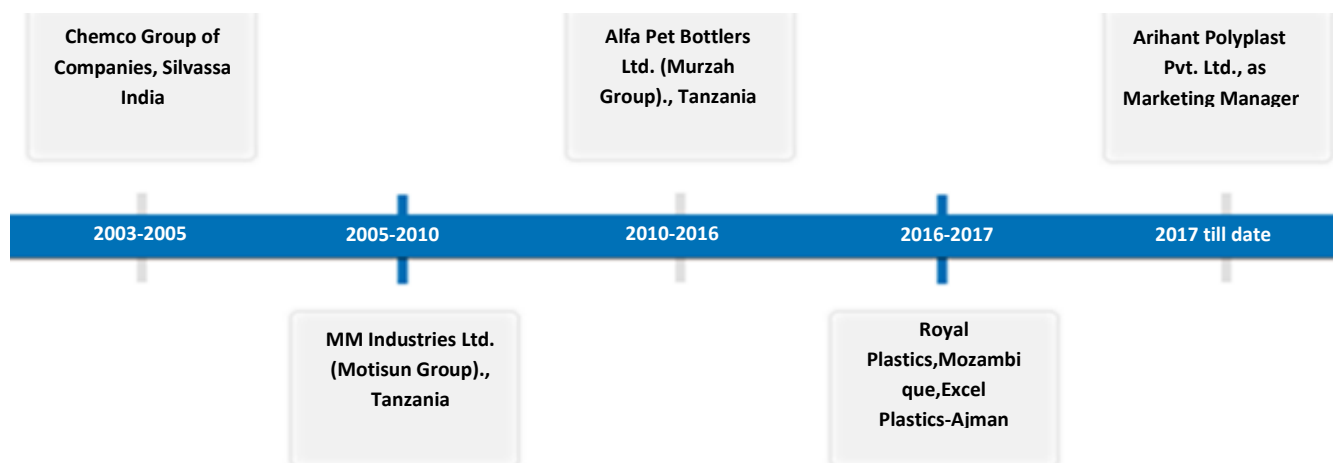 Chemco Group of
Companies, Silvassa
India
Alfa Pet Bottlers
Ltd. (Murzah
Group)., Tanzania
Arihant Polyplast
Pvt. Ltd., as
Marketing Manager
2003-2005
2005-2010
2010-2016
2016-2017
2017 till date
MM Industries Ltd.
(Motisun Group).,
Tanzania
Royal
Plastics,Mozambi
que,Excel
Plastics-Ajman